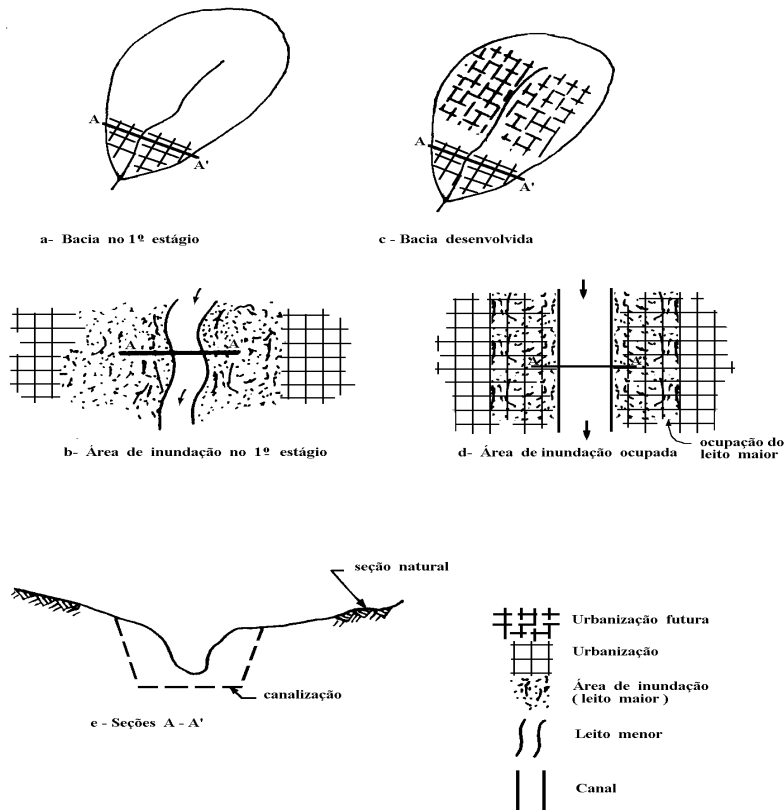 A
A'
a- Bacia no 1º estágio
A
A'
c - Bacia desenvolvida
A
A
b- Área de inundação no 1º estágio
A
A'
ocupação do
leito maior
d- Área de inundação ocupada
seção natural
canalização
e - Seções A - A'
Urbanização futura
Urbanização
Área de inundação
( leito maior )
Leito menor
Canal